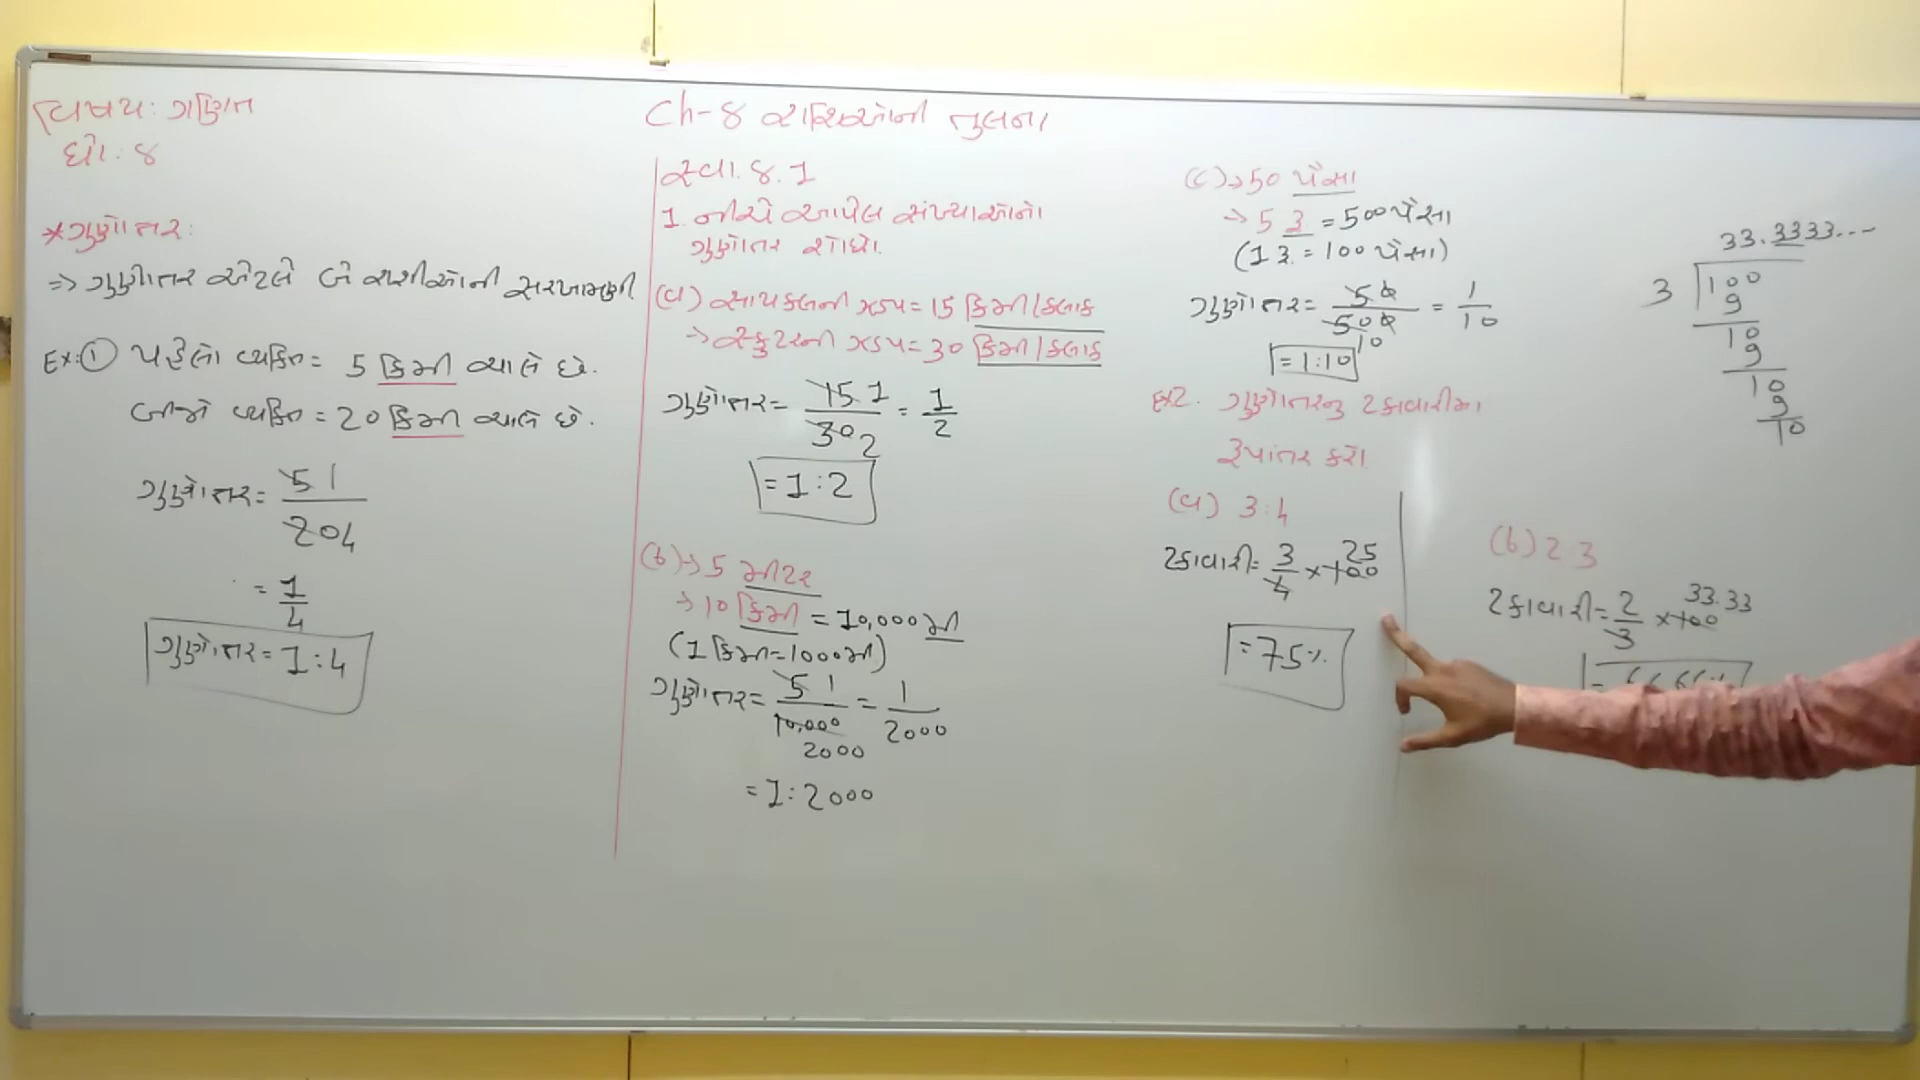 વિષય: ગણિત
ધો. ૪
Ch-8 રાશિઓની તુલના
*ગુણોત્તર:
=> ગુણોત્તર એટલે બે રાશીઓની સરખામણી
Ex:① પહેલો વ્યક્તિ = 5 કિમી ચાલે છે.
બીજો વ્યક્તિ = 20 કિમી ચાલે છે.
ગુણોત્તર = 5 1
20 4
= 1
4
ગુણોત્તર = 1:4
સ્વા. 8.1
1. નીચે આપેલ સંખ્યાઓનો
ગુણોતર શોધો.
(a) સાયકલની ઝડપ = 15 કિમી/કલાક
→ સ્કુટરની ઝડપ = 30 કિમી/કલાક
ગુણોતર = 15 1 = 1
30 2 2
= 1:2
(b) → 5 મીટર
→ 10 કિમી = 10,000 મી
(1 કિમી = 1000 મી)
ગુણોતર = 5 1 = 1
10,000 2000
2000
= 1:2000
(c) → 50 પૈસા
→ 5 રૂ. = 500 પૈસા
(1 રૂ. = 100 પૈસા)
ગુણોતર = 50 = 1
500 10
10
= 1:10
2. ગુણોતરનુ ટકાવારીમા
રૂપાંતર કરો.
(a) 3:4
ટકાવારી = 3 × 100 25
4
= 75%
33.3333...
3 100
9
10
9
10
9
10
(b) 2 3
33.33
ટકાવારી = 2 × 100
3